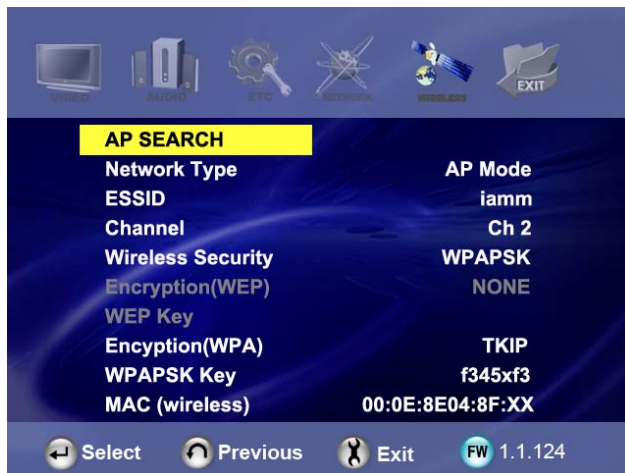 VIDEO AUDIO ETC NETWORK WIRELESS EXIT
AP SEARCH
Network Type AP Mode
ESSID iamm
Channel Ch 2
Wireless Security WPAPSK
Encryption(WEP) NONE
WEP Key
Encyption(WPA) TKIP
WPAPSK Key f345xf3
MAC (wireless) 00:0E:8E04:8F:XX
Select Previous Exit FW 1.1.124